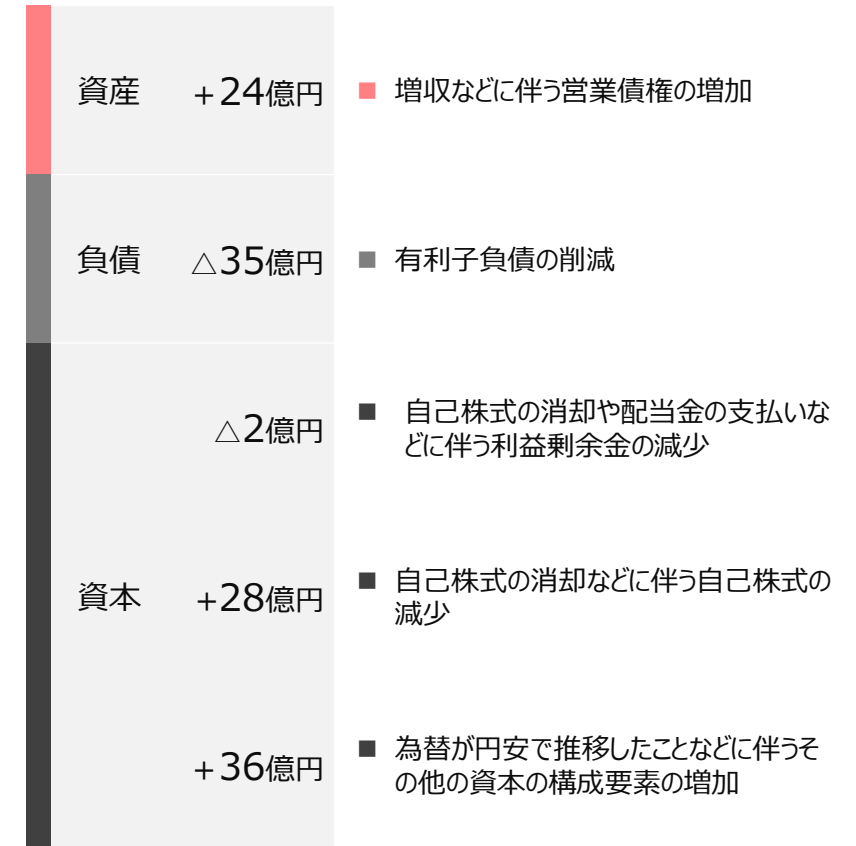 資産 +24億円 ■ 増収などに伴う営業債権の増加
負債 △35億円 ■ 有利子負債の削減
△2億円 ■ 自己株式の消却や配当金の支払いな
どに伴う利益剰余金の減少
資本 +28億円 ■ 自己株式の消却などに伴う自己株式の
減少
+36億円 ■ 為替が円安で推移したことなどに伴うそ
の他の資本の構成要素の増加